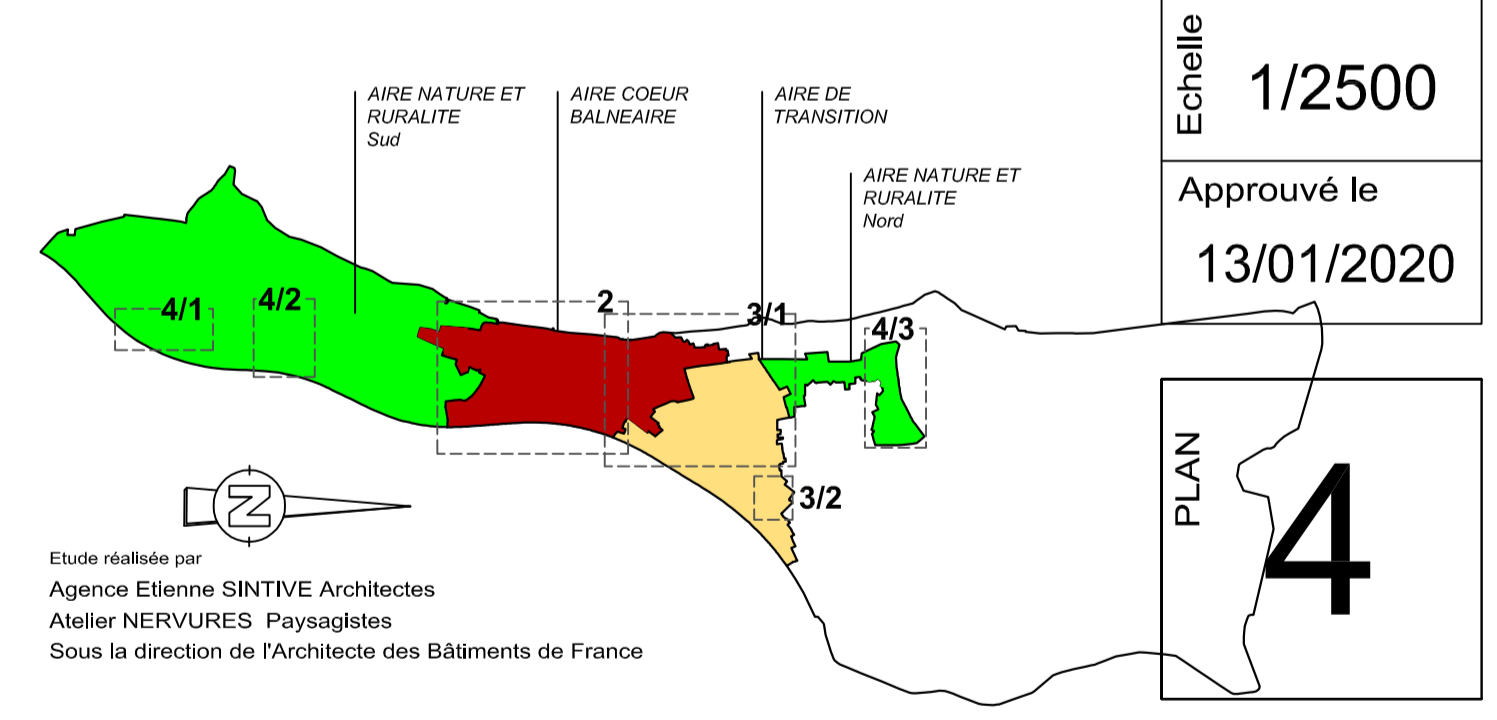 AIRE NATURE ET
RURALITE
Sud
AIRE COEUR
BALNEAIRE
AIRE DE
TRANSITION
AIRE NATURE ET
RURALITE
Nord
4/1
4/2
2
3/1
4/3
3/2
N
Etude réalisée par
Agence Etienne SINTIVE Architectes
Atelier NERVURES Paysagistes
Sous la direction de l'Architecte des Bâtiments de France
Echelle
1/2500
Approuvé le
13/01/2020
PLAN
4